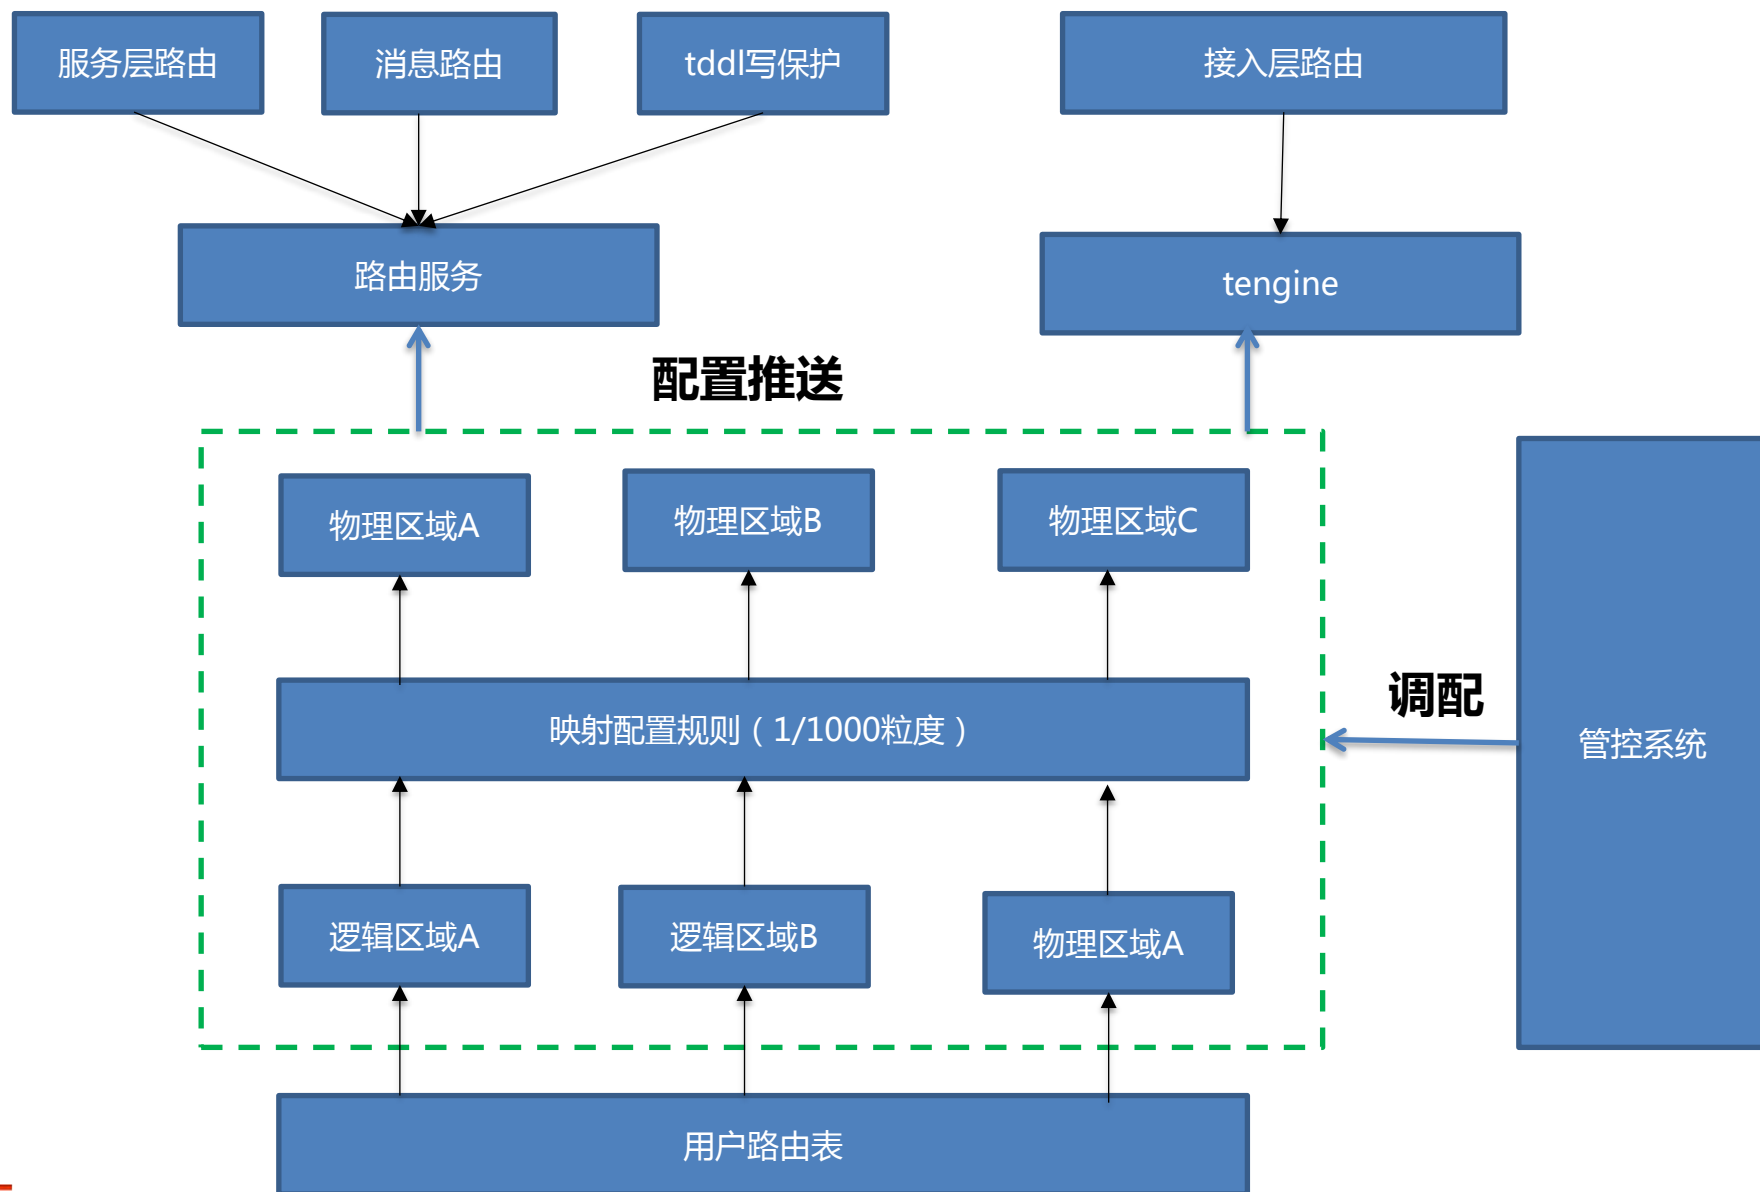 服务层路由
消息路由
tddl写保护
接入层路由
路由服务
tengine
配置推送
物理区域A
物理区域B
物理区域C
调配
映射配置规则（1/1000粒度）
管控系统
逻辑区域A
逻辑区域B
物理区域A
用户路由表